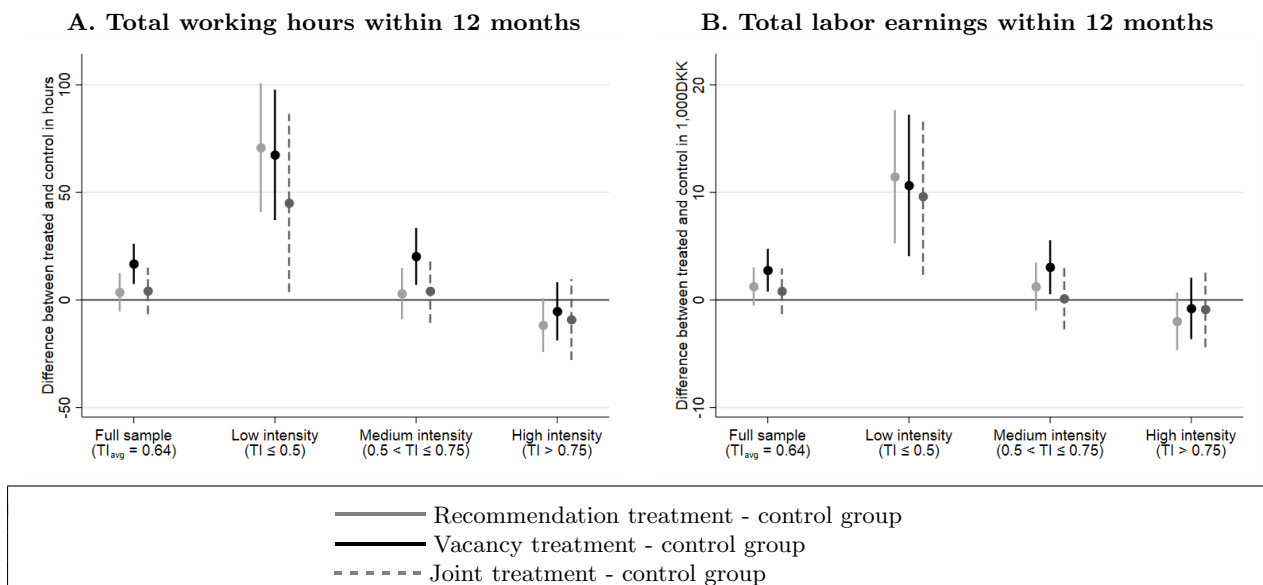 A. Total working hours within 12 months
Difference between treated and control in hours
100
50
0
-50
Full sample
(TIavg = 0.64)
Low intensity
(TI ≤ 0.5)
Medium intensity
(0.5 < TI ≤ 0.75)
High intensity
(TI > 0.75)
B. Total labor earnings within 12 months
Difference between treated and control in 1,000DKK
20
10
0
-10
Full sample
(TIavg = 0.64)
Low intensity
(TI ≤ 0.5)
Medium intensity
(0.5 < TI ≤ 0.75)
High intensity
(TI > 0.75)
Recommendation treatment - control group
Vacancy treatment - control group
Joint treatment - control group